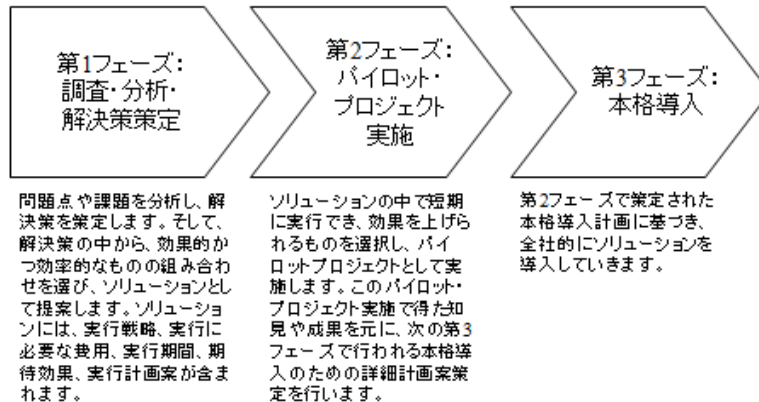 第1フェーズ：
調査・分析・
解決策策定
問題点や課題を分析し、解
決策を策定します。そして、
解決策の中から、効果的か
つ効率的なものの組み合わ
せを選び、ソリューションとし
て提案します。ソリューショ
ンには、実行戦略、実行に
必要な費用、実行期間、期
待効果、実行計画案が含ま
れます。
第2フェーズ：
パイロット・
プロジェクト
実施
ソリューションの中で短期
に実行でき、効果を上げら
れるものを選択し、パイ
ロットプロジェクトとして実
施します。このパイロット・
プロジェクト実施で得た知
見や成果を元に、次の第3
フェーズで行われる本格導
入のための詳細計画案策
定を行います。
第3フェーズ：
本格導入
第2フェーズで策定された
本格導入計画に基づき、
全社的にソリューションを
導入していきます。